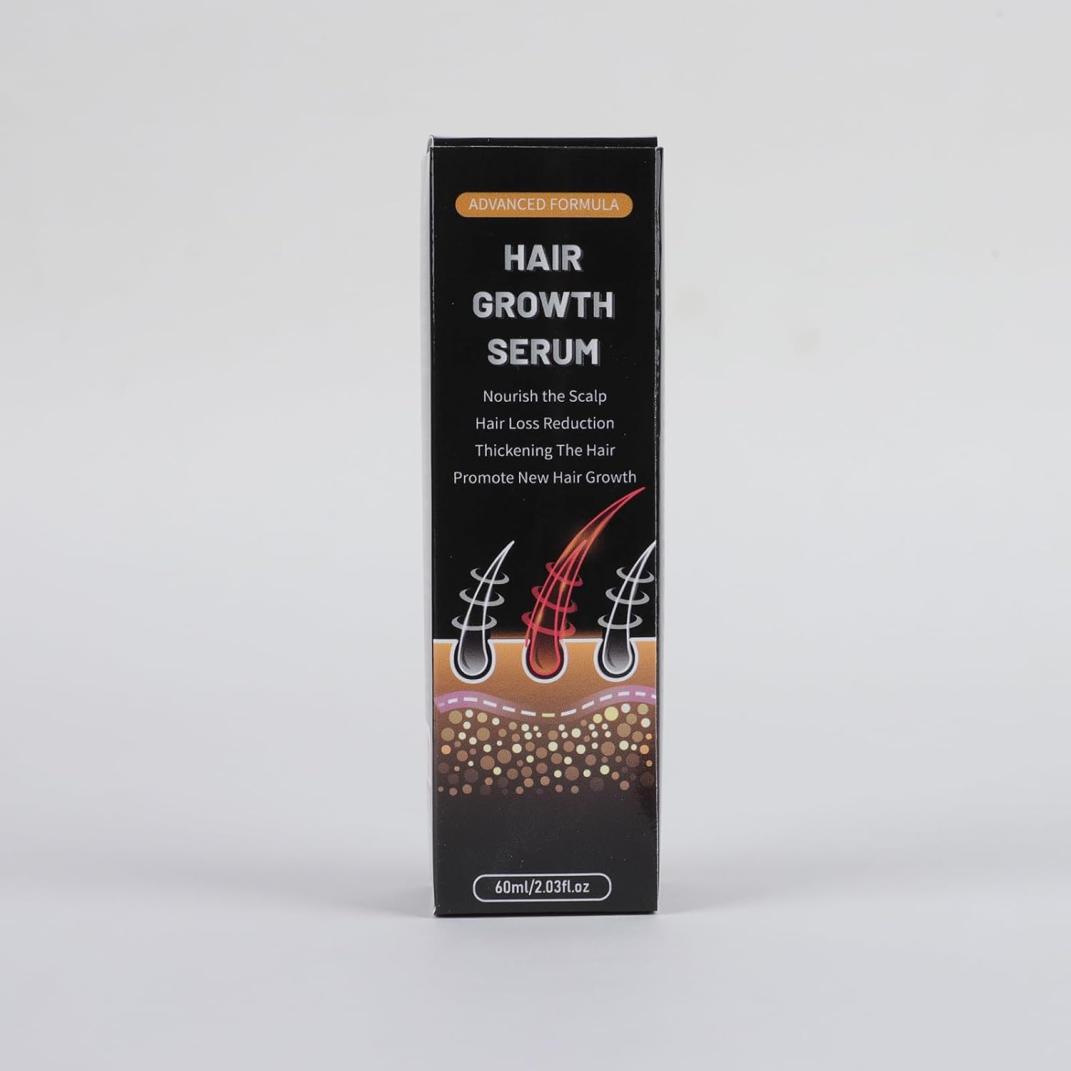 ADVANCED FORMULA
HAIR
GROWTH
SERUM
Nourish the Scalp
Hair Loss Reduction
Thickening The Hair
Promote New Hair Growth
60ml/2.03fl.oz